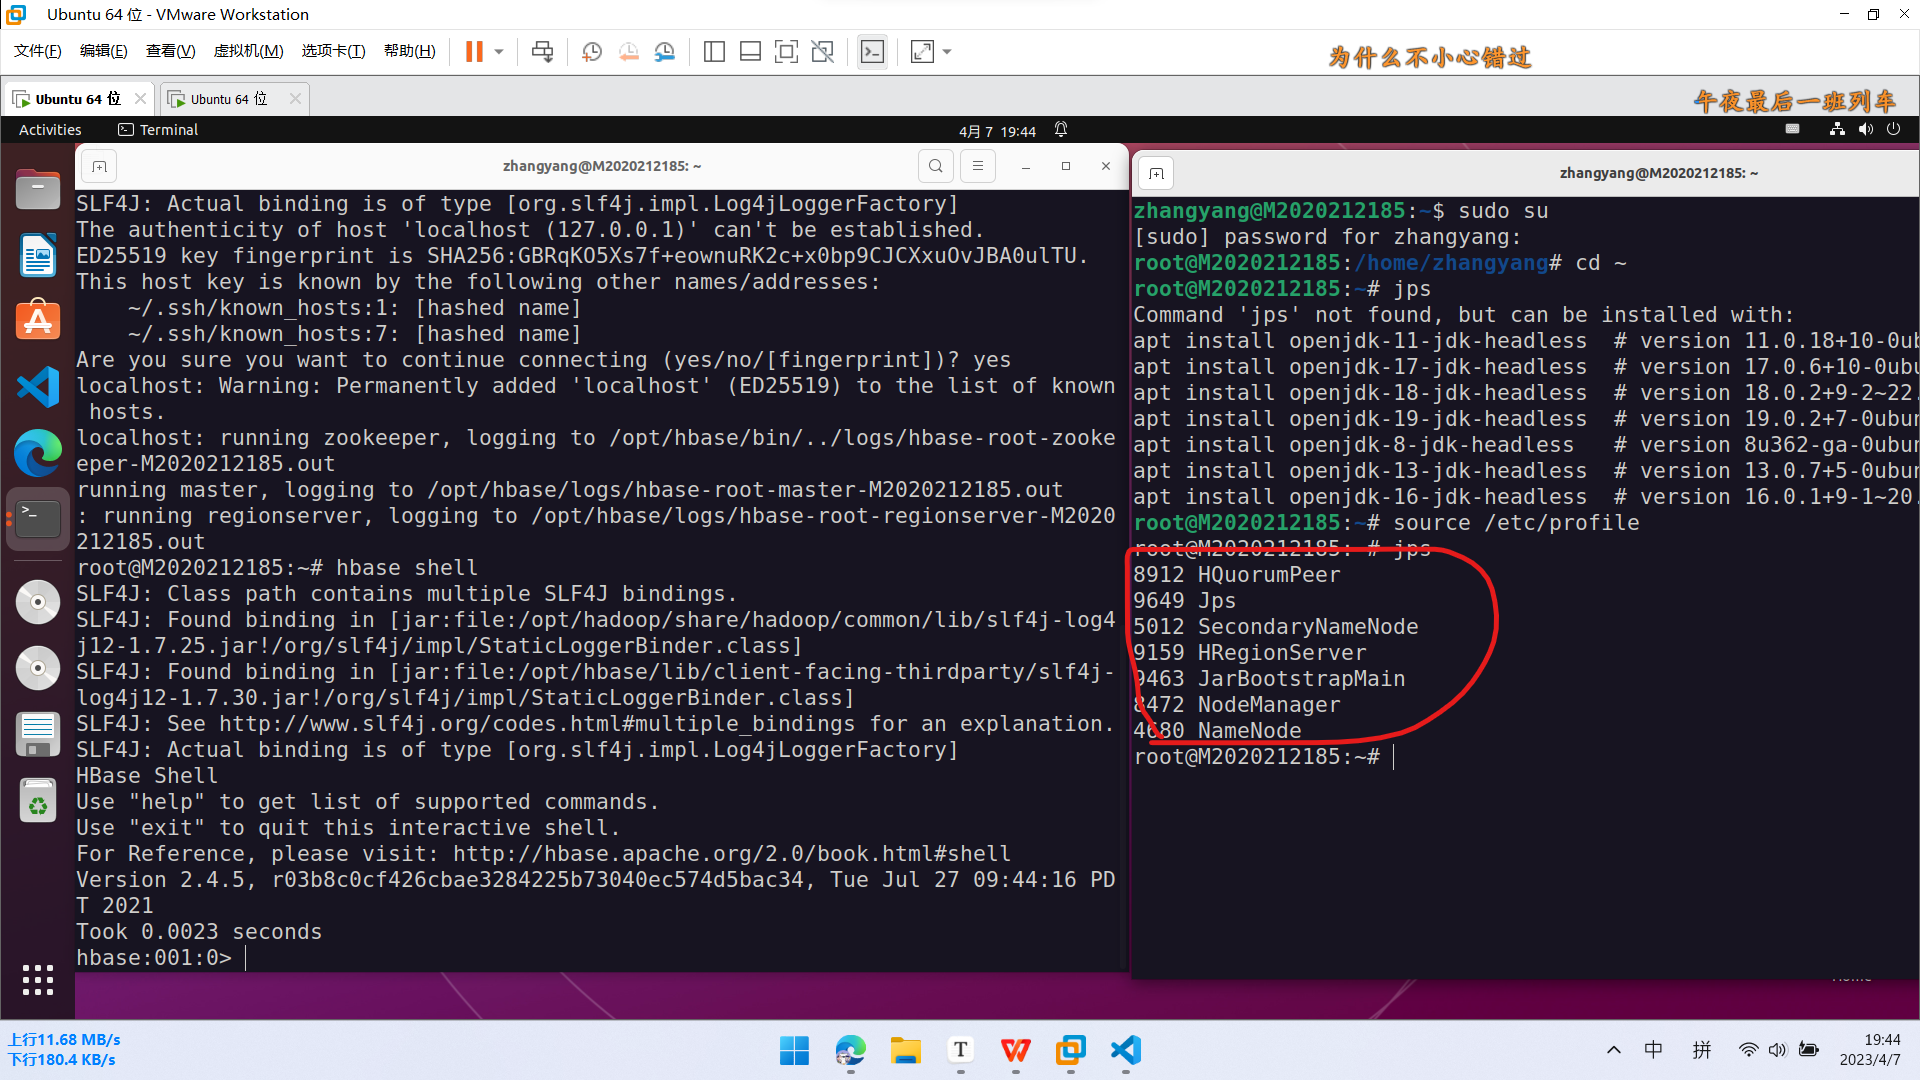 Ubuntu 64 位 - VMware Workstation
文件(F) 编辑(E) 查看(V) 虚拟机(M) 选项卡(T) 帮助(H)
为什么不小心错过
Ubuntu 64 位 Ubuntu 64 位
午夜最后一班列车
Activities Terminal 4月 7 19:44
zhangyang@M2020212185: ~
SLF4J: Actual binding is of type [org.slf4j.impl.Log4jLoggerFactory]
The authenticity of host 'localhost (127.0.0.1)' can't be established.
ED25519 key fingerprint is SHA256:GBRqKO5Xs7f+eownuRK2c+x0bp9CJCXxuOvJBA0ulTU.
This host key is known by the following other names/addresses:
    ~/.ssh/known_hosts:1: [hashed name]
    ~/.ssh/known_hosts:7: [hashed name]
Are you sure you want to continue connecting (yes/no/[fingerprint])? yes
localhost: Warning: Permanently added 'localhost' (ED25519) to the list of known
 hosts.
localhost: running zookeeper, logging to /opt/hbase/bin/../logs/hbase-root-zooke
eper-M2020212185.out
running master, logging to /opt/hbase/logs/hbase-root-master-M2020212185.out
: running regionserver, logging to /opt/hbase/logs/hbase-root-regionserver-M2020
212185.out
root@M2020212185:~# hbase shell
SLF4J: Class path contains multiple SLF4J bindings.
SLF4J: Found binding in [jar:file:/opt/hadoop/share/hadoop/common/lib/slf4j-log4
j12-1.7.25.jar!/org/slf4j/impl/StaticLoggerBinder.class]
SLF4J: Found binding in [jar:file:/opt/hbase/lib/client-facing-thirdparty/slf4j-
log4j12-1.7.30.jar!/org/slf4j/impl/StaticLoggerBinder.class]
SLF4J: See http://www.slf4j.org/codes.html#multiple_bindings for an explanation.
SLF4J: Actual binding is of type [org.slf4j.impl.Log4jLoggerFactory]
HBase Shell
Use "help" to get list of supported commands.
Use "exit" to quit this interactive shell.
For Reference, please visit: http://hbase.apache.org/2.0/book.html#shell
Version 2.4.5, r03b8c0cf426cbae3284225b73040ec574d5bac34, Tue Jul 27 09:44:16 PD
T 2021
Took 0.0023 seconds
hbase:001:0>
zhangyang@M2020212185: ~
zhangyang@M2020212185:~$ sudo su
[sudo] password for zhangyang:
root@M2020212185:/home/zhangyang# cd ~
root@M2020212185:~# jps
Command 'jps' not found, but can be installed with:
apt install openjdk-11-jdk-headless  # version 11.0.18+10-0ub
apt install openjdk-17-jdk-headless  # version 17.0.6+10-0ubu
apt install openjdk-18-jdk-headless  # version 18.0.2+9-2~22.
apt install openjdk-19-jdk-headless  # version 19.0.2+7-0ubun
apt install openjdk-8-jdk-headless   # version 8u362-ga-0ubun
apt install openjdk-13-jdk-headless  # version 13.0.7+5-0ubun
apt install openjdk-16-jdk-headless  # version 16.0.1+9-1~20.
root@M2020212185:~# source /etc/profile
root@M2020212185:~# jps
8912 HQuorumPeer
9649 Jps
5012 SecondaryNameNode
9159 HRegionServer
9463 JarBootstrapMain
8472 NodeManager
4680 NameNode
root@M2020212185:~#
Home
上行11.68 MB/s
下行180.4 KB/s
中 拼
19:44
2023/4/7